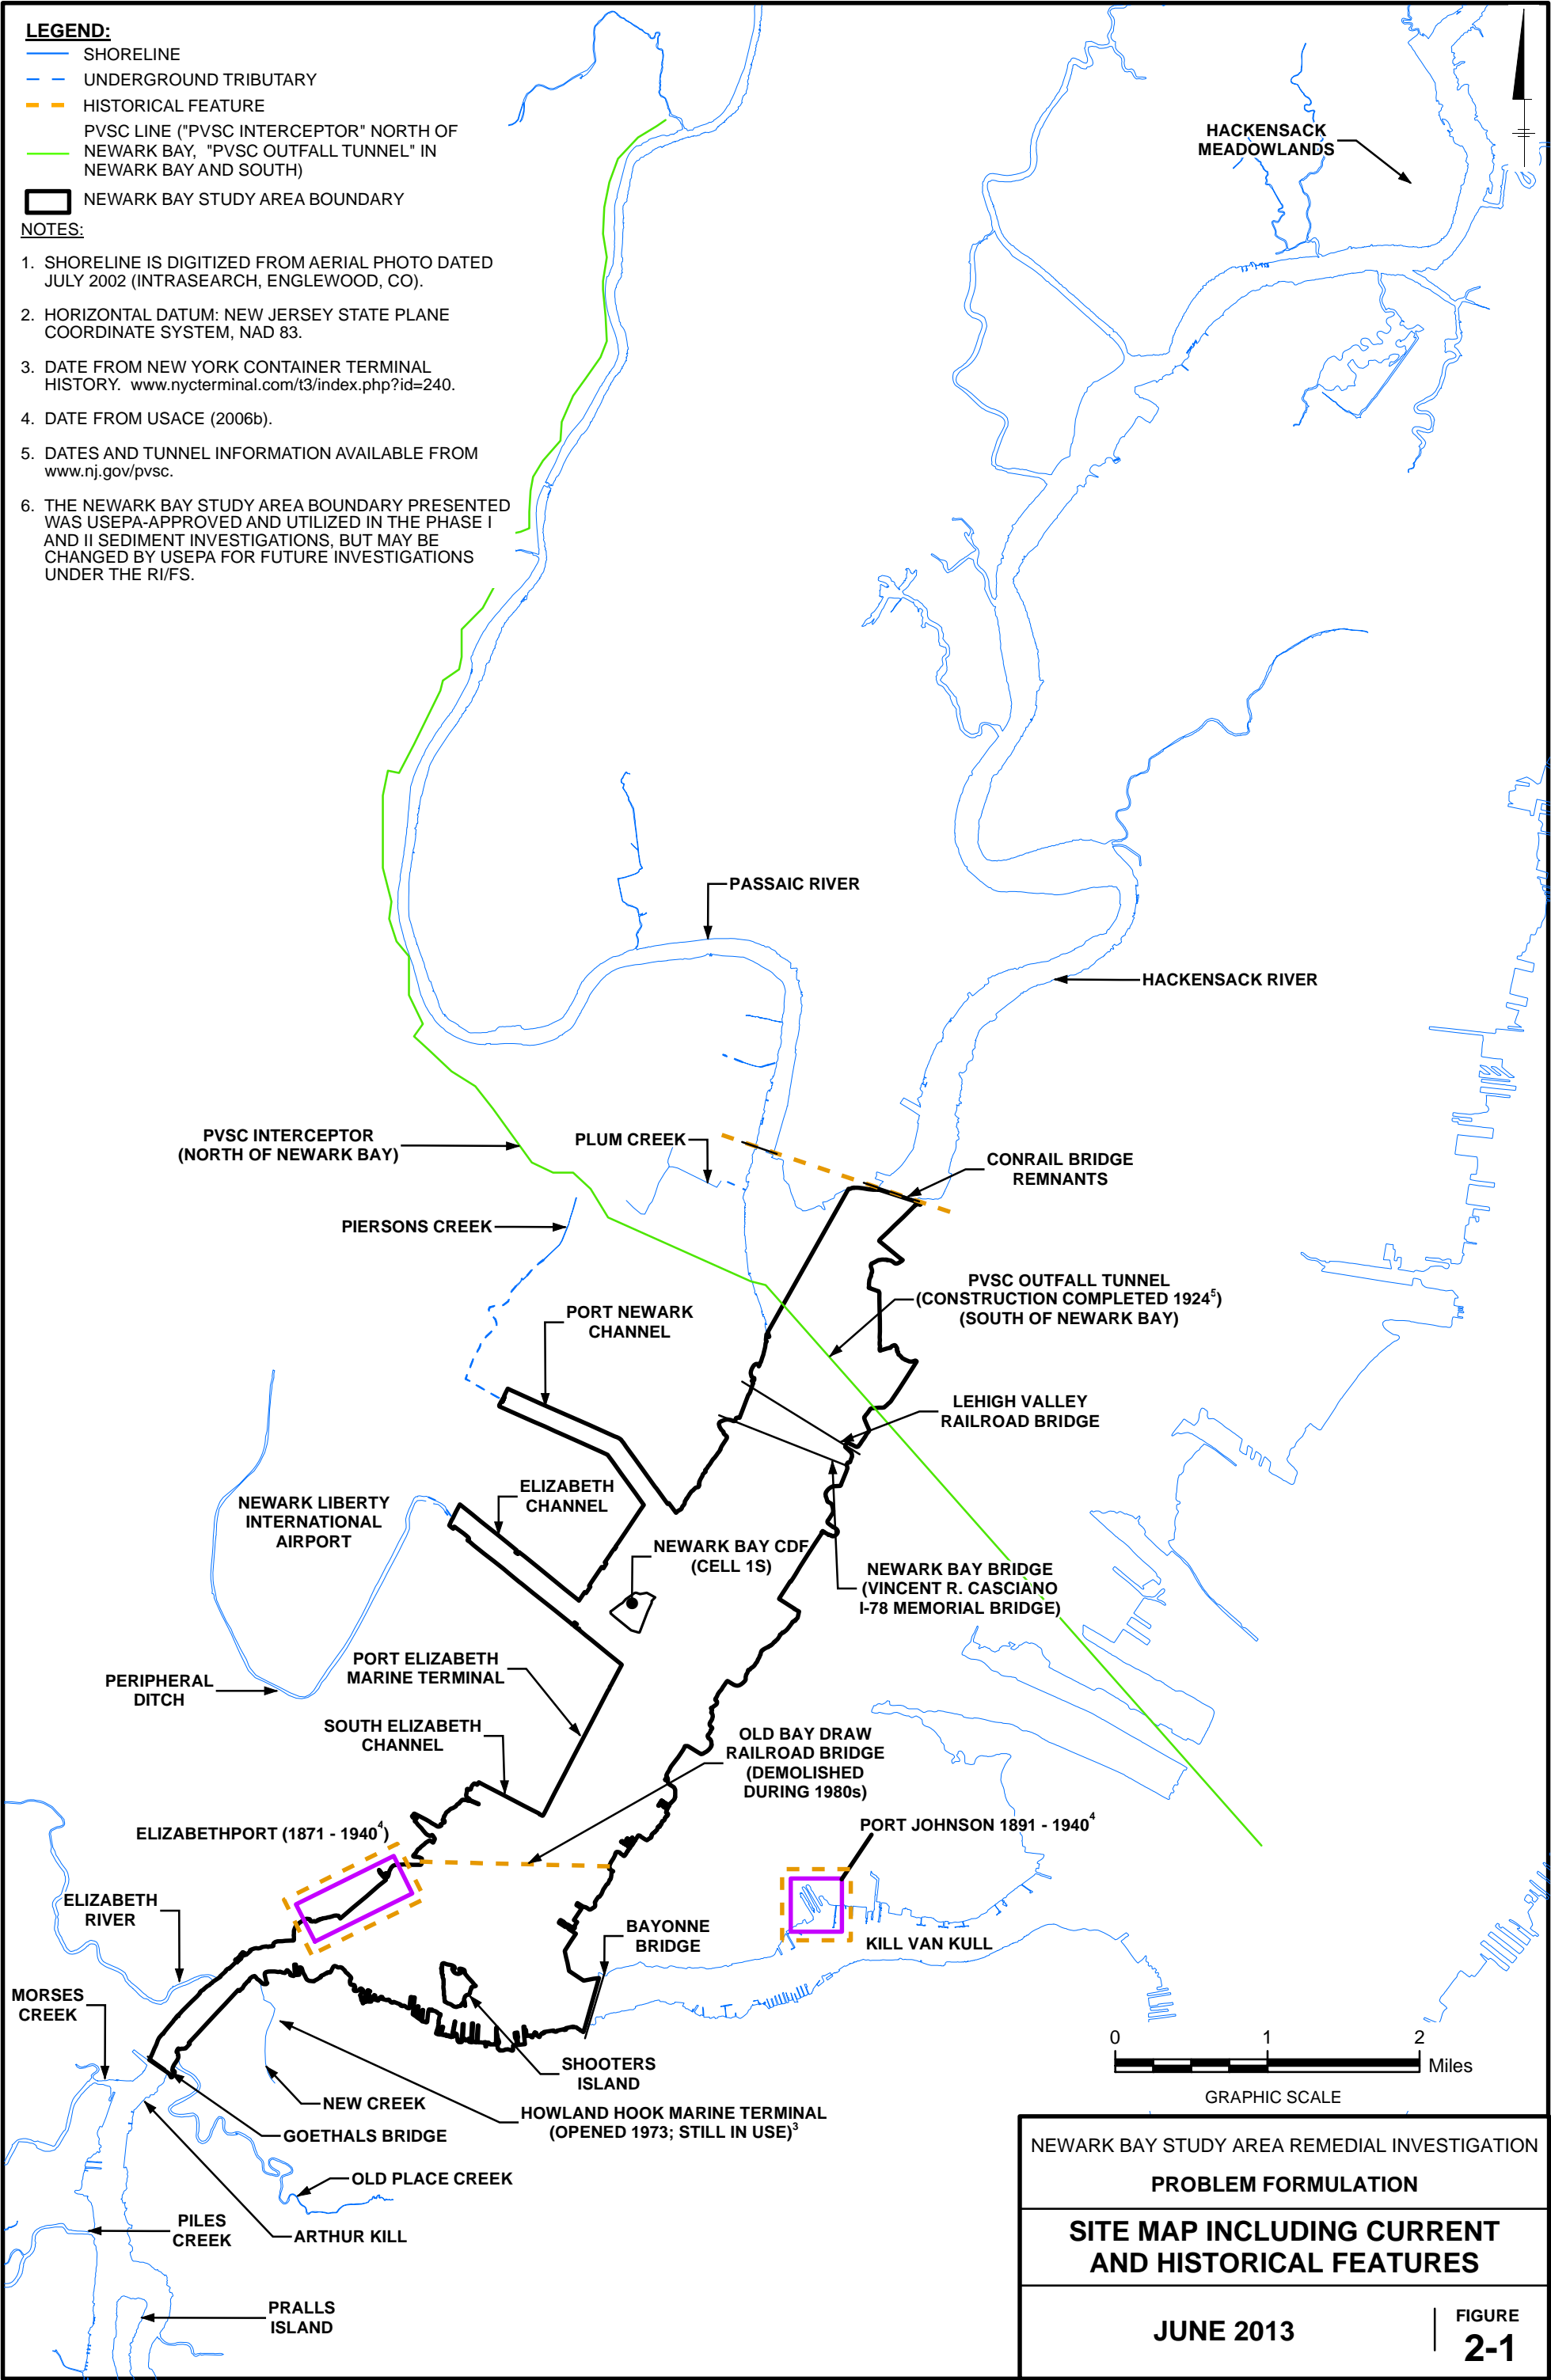 LEGEND:
SHORELINE
UNDERGROUND TRIBUTARY
HISTORICAL FEATURE
PVSC LINE ("PVSC INTERCEPTOR" NORTH OF
NEWARK BAY, "PVSC OUTFALL TUNNEL" IN
NEWARK BAY AND SOUTH)
NEWARK BAY STUDY AREA BOUNDARY
NOTES:
1. SHORELINE IS DIGITIZED FROM AERIAL PHOTO DATED
JULY 2002 (INTRASEARCH, ENGLEWOOD, CO).
2. HORIZONTAL DATUM: NEW JERSEY STATE PLANE
COORDINATE SYSTEM, NAD 83.
3. DATE FROM NEW YORK CONTAINER TERMINAL
HISTORY. www.nycterminal.com/t3/index.php?id=240.
4. DATE FROM USACE (2006b).
5. DATES AND TUNNEL INFORMATION AVAILABLE FROM
www.nj.gov/pvsc.
6. THE NEWARK BAY STUDY AREA BOUNDARY PRESENTED
WAS USEPA-APPROVED AND UTILIZED IN THE PHASE I
AND II SEDIMENT INVESTIGATIONS, BUT MAY BE
CHANGED BY USEPA FOR FUTURE INVESTIGATIONS
UNDER THE RI/FS.
HACKENSACK
MEADOWLANDS
PASSAIC RIVER
HACKENSACK RIVER
PVSC INTERCEPTOR
(NORTH OF NEWARK BAY)
PLUM CREEK
CONRAIL BRIDGE
REMNANTS
PIERSONS CREEK
PVSC OUTFALL TUNNEL
(CONSTRUCTION COMPLETED 1924⁵)
(SOUTH OF NEWARK BAY)
PORT NEWARK
CHANNEL
LEHIGH VALLEY
RAILROAD BRIDGE
ELIZABETH
CHANNEL
NEWARK LIBERTY
INTERNATIONAL
AIRPORT
NEWARK BAY CDF
(CELL 1S)
NEWARK BAY BRIDGE
(VINCENT R. CASCIANO
I-78 MEMORIAL BRIDGE)
PORT ELIZABETH
MARINE TERMINAL
PERIPHERAL
DITCH
SOUTH ELIZABETH
CHANNEL
OLD BAY DRAW
RAILROAD BRIDGE
(DEMOLISHED
DURING 1980s)
ELIZABETHPORT (1871 - 1940⁴)
PORT JOHNSON 1891 - 1940⁴
ELIZABETH
RIVER
BAYONNE
BRIDGE
KILL VAN KULL
MORSES
CREEK
SHOOTERS
ISLAND
NEW CREEK
HOWLAND HOOK MARINE TERMINAL
(OPENED 1973; STILL IN USE)³
GOETHALS BRIDGE
OLD PLACE CREEK
PILES
CREEK
ARTHUR KILL
PRALLS
ISLAND
0 1 2
Miles
GRAPHIC SCALE
NEWARK BAY STUDY AREA REMEDIAL INVESTIGATION
PROBLEM FORMULATION
SITE MAP INCLUDING CURRENT
AND HISTORICAL FEATURES
JUNE 2013
FIGURE
2-1